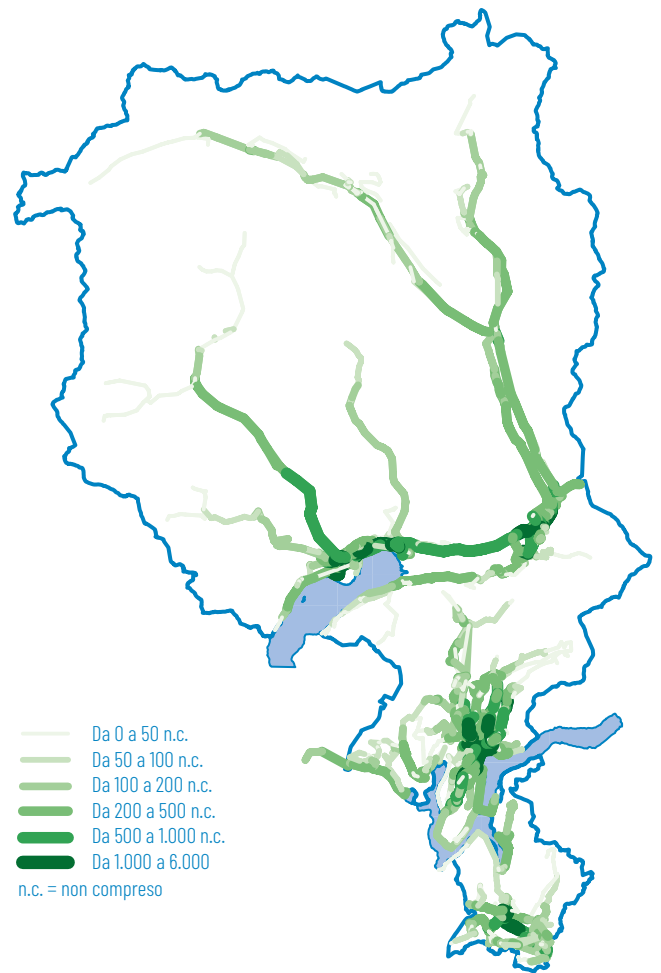 Da 0 a 50 n.c.
Da 50 a 100 n.c.
Da 100 a 200 n.c.
Da 200 a 500 n.c.
Da 500 a 1.000 n.c.
Da 1.000 a 6.000
n.c. = non compreso